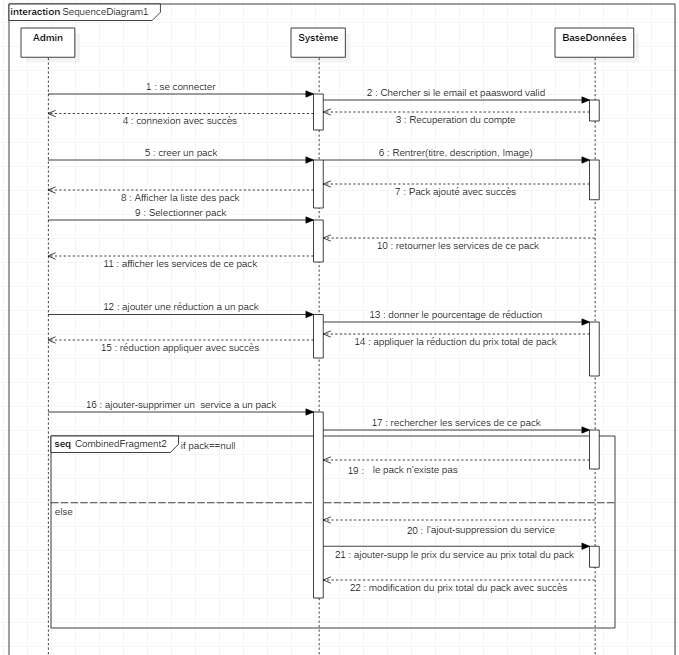 interaction SequenceDiagram1
Admin
Système
BaseDonnées
1 : se connecter
2 : Chercher si le email et paasword valid
3 : Recuperation du compte
4 : connexion avec succès
5 : creer un pack
6 : Rentrer(titre, description, Image)
7 : Pack ajouté avec succès
8 : Afficher la liste des pack
9 : Selectionner pack
10 : retourner les services de ce pack
11 : afficher les services de ce pack
12 : ajouter une réduction a un pack
13 : donner le pourcentage de réduction
14 : appliquer la réduction du prix total de pack
15 : réduction appliquer avec succès
16 : ajouter-supprimer un service a un pack
17 : rechercher les services de ce pack
seq CombinedFragment2
if pack==null
19 : le pack n'existe pas
else
20 : l'ajout-suppression du service
21 : ajouter-supp le prix du service au prix total du pack
22 : modification du prix total du pack avec succès